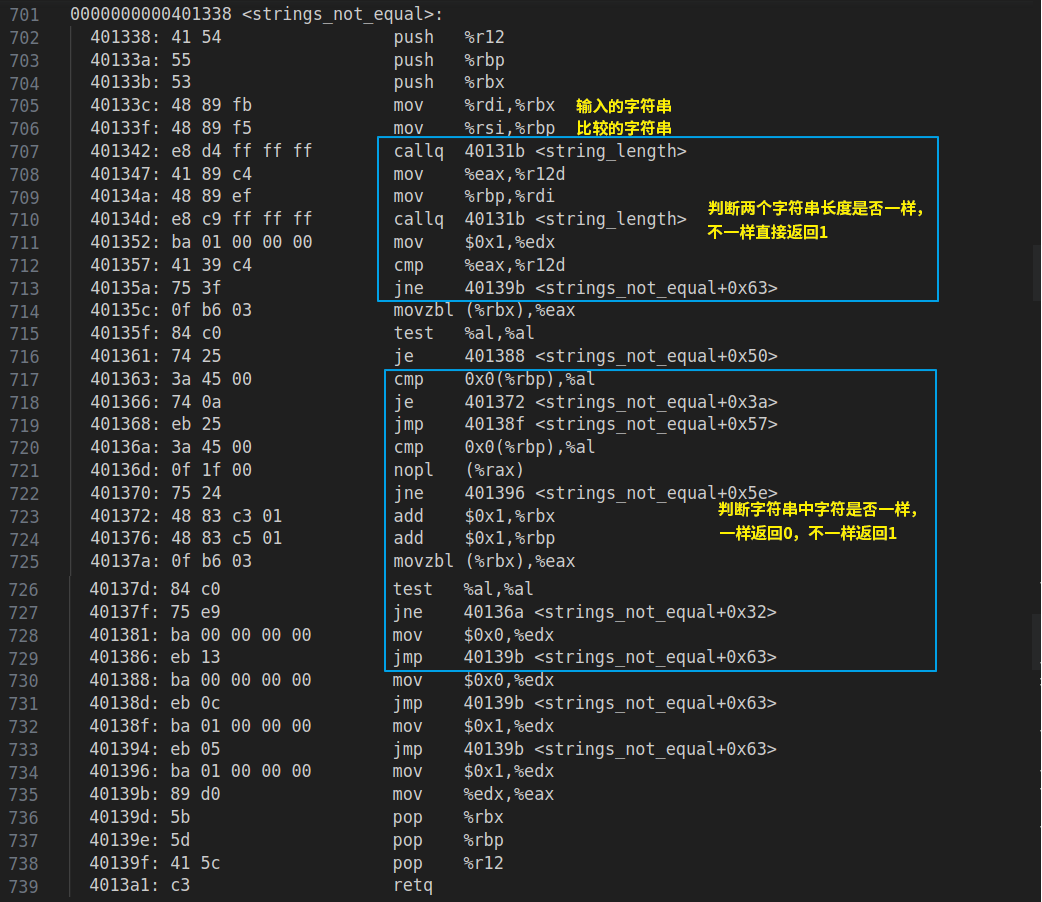 701 0000000000401338 <strings_not_equal>:
702 401338: 41 54 push %r12
703 40133a: 55 push %rbp
704 40133b: 53 push %rbx
705 40133c: 48 89 fb mov %rdi,%rbx 输入的字符串
706 40133f: 48 89 f5 mov %rsi,%rbp 比较的字符串
707 401342: e8 d4 ff ff ff callq 40131b <string_length>
708 401347: 41 89 c4 mov %eax,%r12d
709 40134a: 48 89 ef mov %rbp,%rdi
判断两个字符串长度是否一样，
710 40134d: e8 c9 ff ff ff callq 40131b <string_length>
不一样直接返回1
711 401352: ba 01 00 00 00 mov $0x1,%edx
712 401357: 41 39 c4 cmp %eax,%r12d
713 40135a: 75 3f jne 40139b <strings_not_equal+0x63>
714 40135c: 0f b6 03 movzbl (%rbx),%eax
715 40135f: 84 c0 test %al,%al
716 401361: 74 25 je 401388 <strings_not_equal+0x50>
717 401363: 3a 45 00 cmp 0x0(%rbp),%al
718 401366: 74 0a je 401372 <strings_not_equal+0x3a>
719 401368: eb 25 jmp 40138f <strings_not_equal+0x57>
720 40136a: 3a 45 00 cmp 0x0(%rbp),%al
721 40136d: 0f 1f 00 nopl (%rax)
722 401370: 75 24 jne 401396 <strings_not_equal+0x5e>
判断字符串中字符是否一样，
723 401372: 48 83 c3 01 add $0x1,%rbx
一样返回0，不一样返回1
724 401376: 48 83 c5 01 add $0x1,%rbp
725 40137a: 0f b6 03 movzbl (%rbx),%eax
726 40137d: 84 c0 test %al,%al
727 40137f: 75 e9 jne 40136a <strings_not_equal+0x32>
728 401381: ba 00 00 00 00 mov $0x0,%edx
729 401386: eb 13 jmp 40139b <strings_not_equal+0x63>
730 401388: ba 00 00 00 00 mov $0x0,%edx
731 40138d: eb 0c jmp 40139b <strings_not_equal+0x63>
732 40138f: ba 01 00 00 00 mov $0x1,%edx
733 401394: eb 05 jmp 40139b <strings_not_equal+0x63>
734 401396: ba 01 00 00 00 mov $0x1,%edx
735 40139b: 89 d0 mov %edx,%eax
736 40139d: 5b pop %rbx
737 40139e: 5d pop %rbp
738 40139f: 41 5c pop %r12
739 4013a1: c3 retq